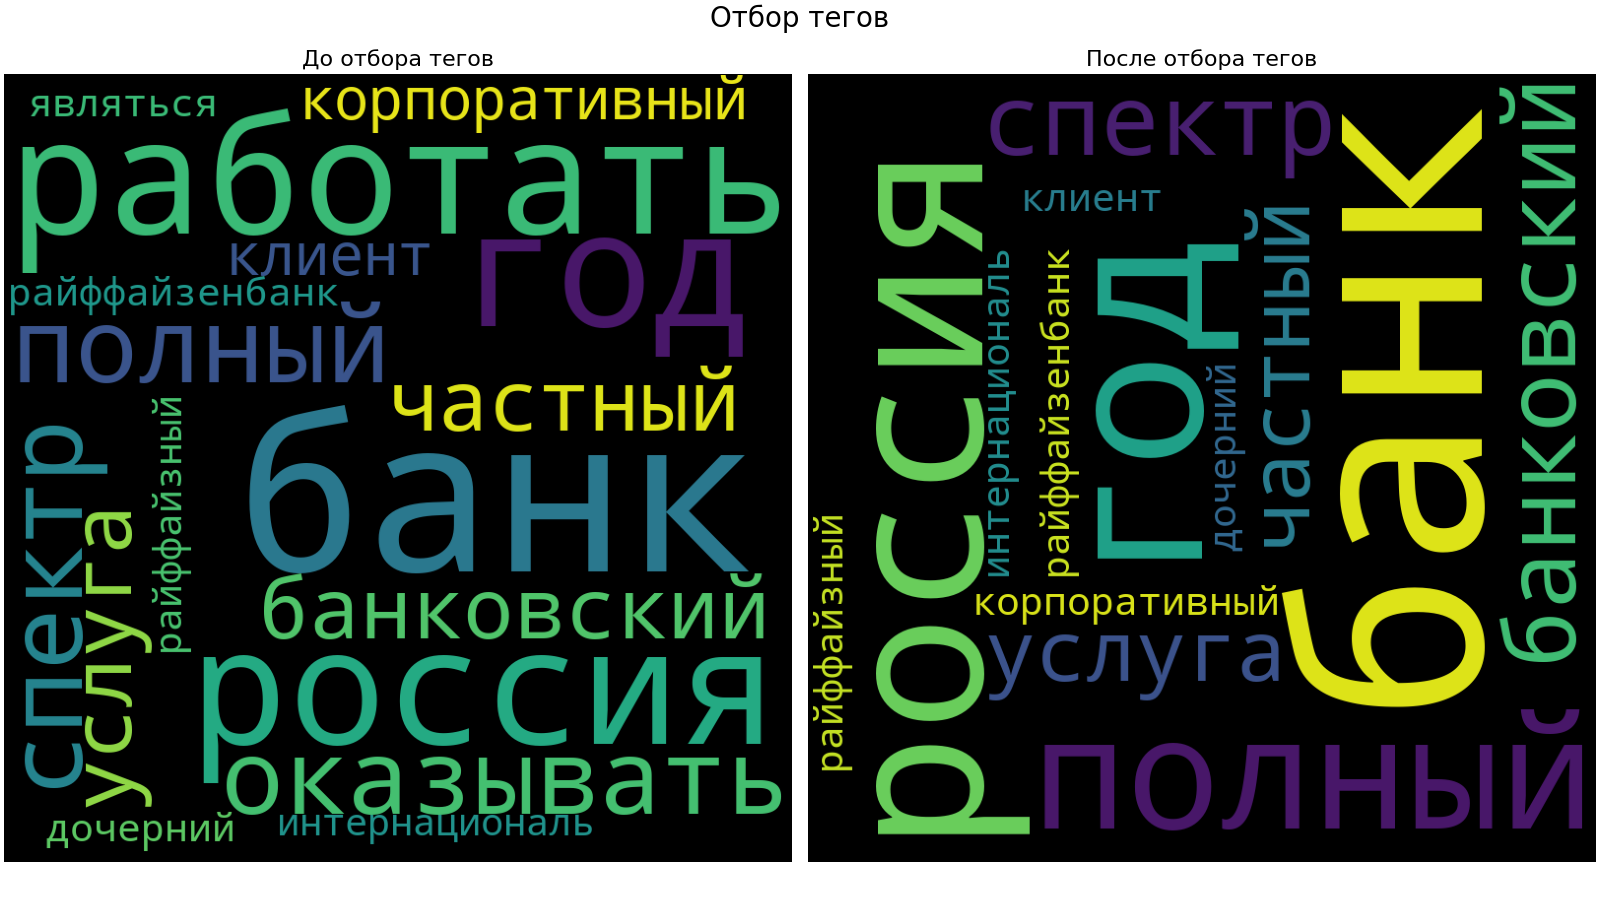 Отбор тегов
До отбора тегов
являться
корпоративный
работать
клиент
год
райффайзенбанк
полный
частный
спектр
услуга
райффайзный
банк
банковский
россия
оказывать
дочерний
интернациональ
После отбора тегов
спектр
клиент
россия
интернациональ
райффайзенбанк
год
дочерний
частный
банк
банковский
райффайзный
корпоративный
услуга
полный